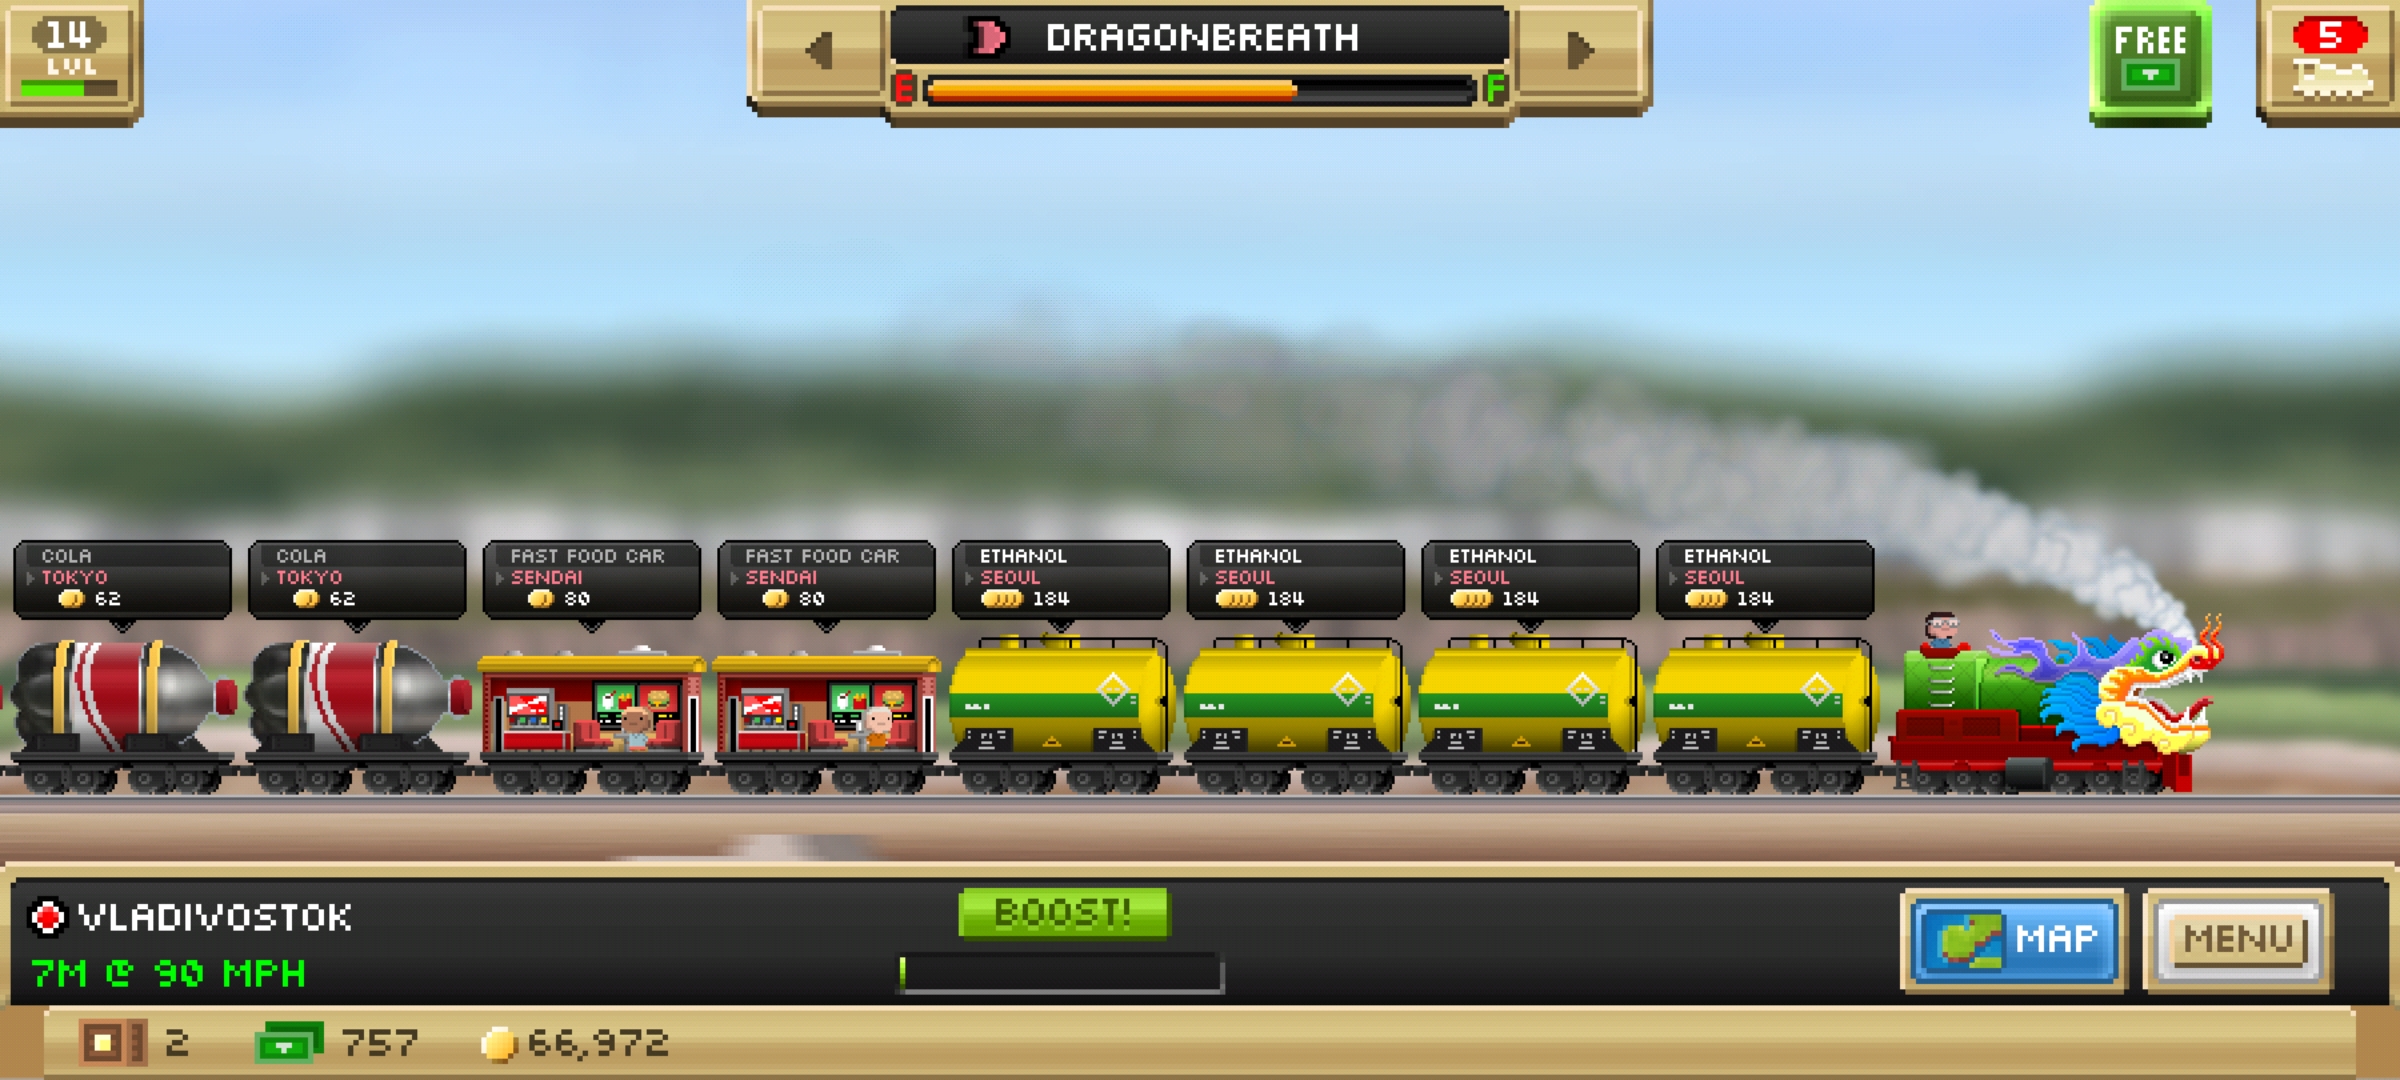 14
LVL
DRAGONBREATH
E
F
FREE
5
COLA
TOKYO
62
COLA
TOKYO
62
FAST FOOD CAR
SENDAI
80
FAST FOOD CAR
SENDAI
80
ETHANOL
SEOUL
184
ETHANOL
SEOUL
184
ETHANOL
SEOUL
184
ETHANOL
SEOUL
184
VLADIVOSTOK
7M @ 90 MPH
BOOST!
MAP
MENU
2
757
66,972